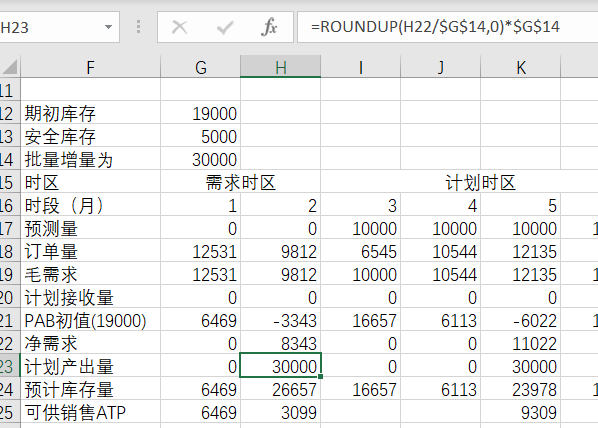 H23 =ROUNDUP(H22/$G$14,0)*$G$14
F G H I J K
11
12 期初库存 19000
13 安全库存 5000
14 批量增量为 30000
15 时区 需求时区 计划时区
16 时段（月） 1 2 3 4 5
17 预测量 0 0 10000 10000 10000 1
18 订单量 12531 9812 6545 10544 12135
19 毛需求 12531 9812 10000 10544 12135 1
20 计划接收量 0 0 0 0 0
21 PAB初值(19000) 6469 -3343 16657 6113 -6022 1
22 净需求 0 8343 0 0 11022
23 计划产出量 0 30000 0 0 30000
24 预计库存量 6469 26657 16657 6113 23978 1
25 可供销售ATP 6469 3099 9309